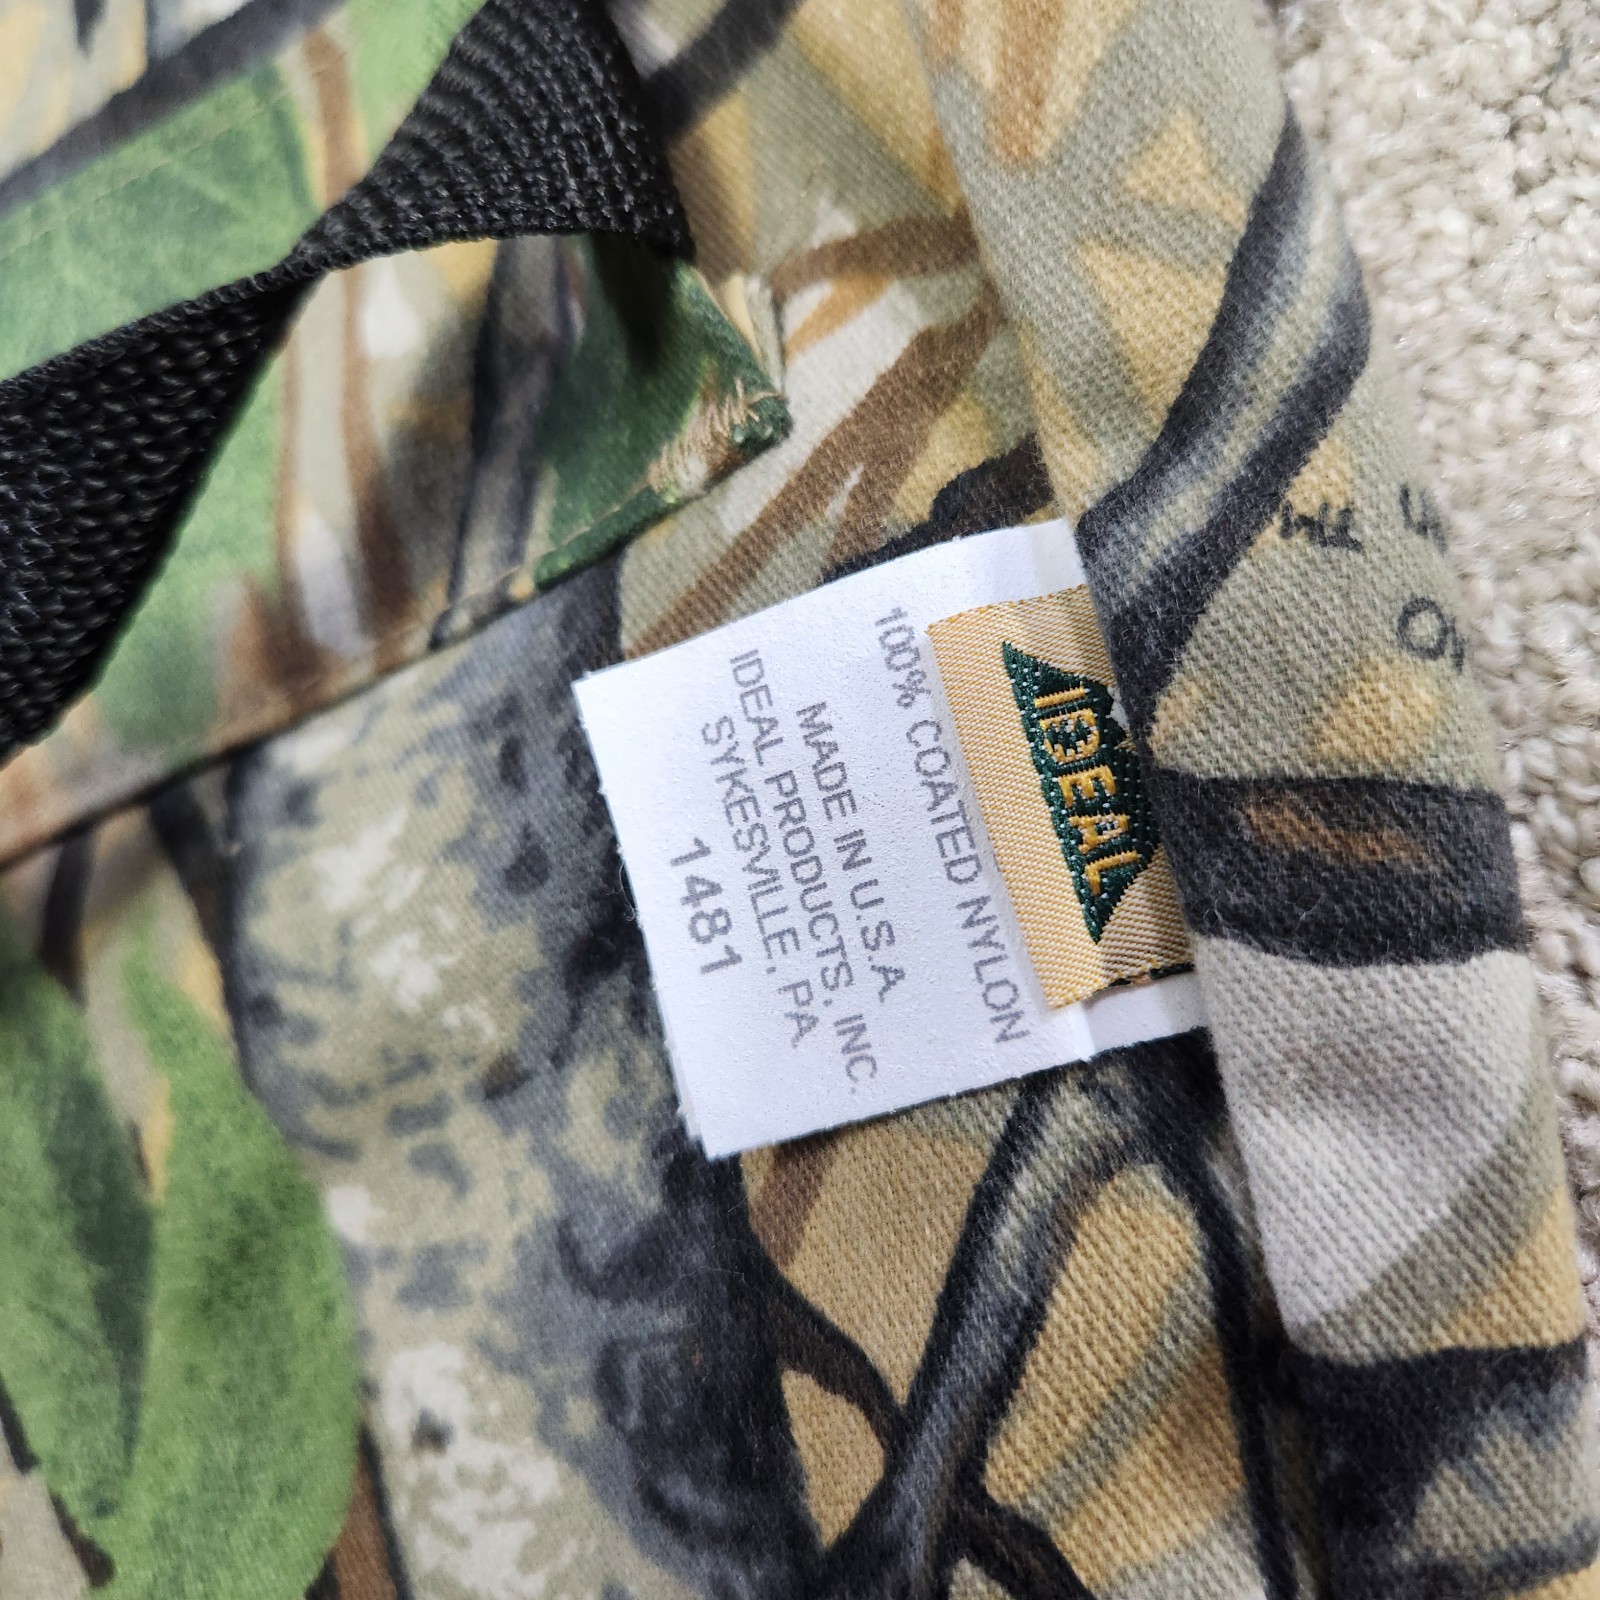 IDEAL
100% COATED NYLON
MADE IN U.S.A
IDEAL PRODUCTS, INC.
SYKESVILLE, PA
1481